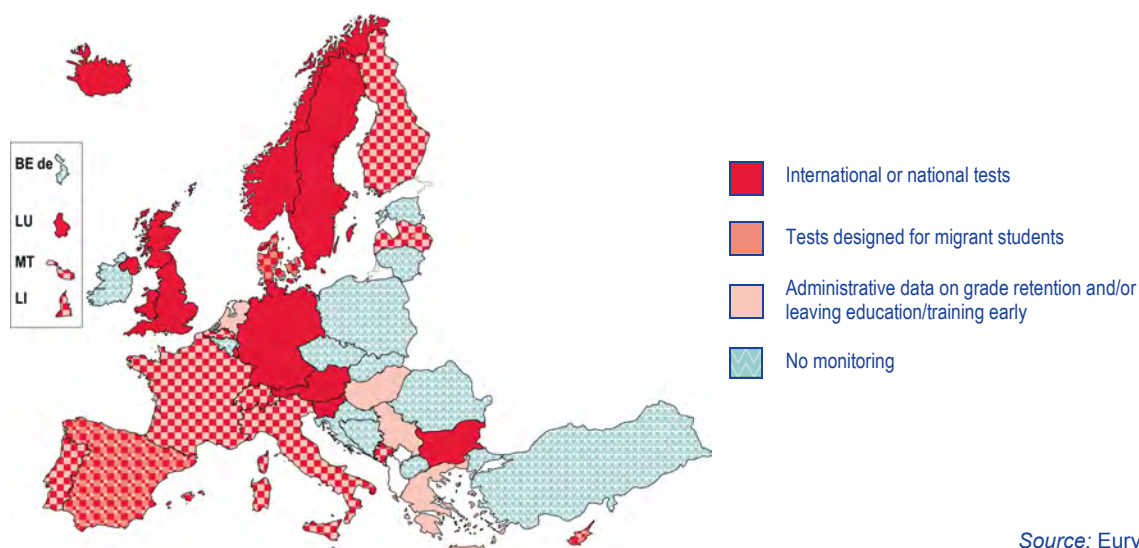 BE de
LU
MT
LI
International or national tests
Tests designed for migrant students
Administrative data on grade retention and/or
leaving education/training early
No monitoring
Source: Eury